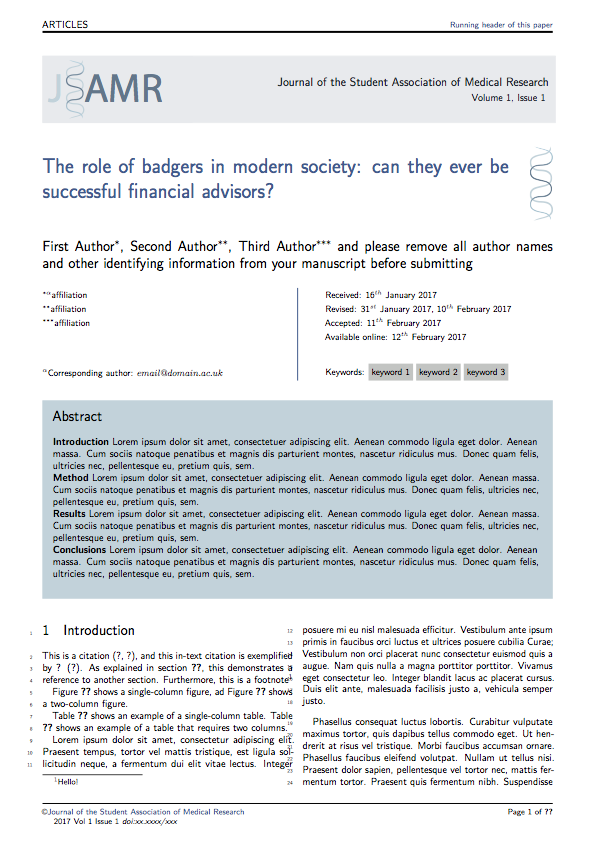 ARTICLES
Running header of this paper
JSAMR
Journal of the Student Association of Medical Research
Volume 1, Issue 1
The role of badgers in modern society: can they ever be
successful financial advisors?
First Author*, Second Author**, Third Author*** and please remove all author names
and other identifying information from your manuscript before submitting
*αaffiliation
**affiliation
***affiliation
αCorresponding author: email@domain.ac.uk
Received: 16th January 2017
Revised: 31st January 2017, 10th February 2017
Accepted: 11th February 2017
Available online: 12th February 2017
Keywords: keyword 1 keyword 2 keyword 3
Abstract
Introduction Lorem ipsum dolor sit amet, consectetuer adipiscing elit. Aenean commodo ligula eget dolor. Aenean
massa. Cum sociis natoque penatibus et magnis dis parturient montes, nascetur ridiculus mus. Donec quam felis,
ultricies nec, pellentesque eu, pretium quis, sem.
Method Lorem ipsum dolor sit amet, consectetuer adipiscing elit. Aenean commodo ligula eget dolor. Aenean massa.
Cum sociis natoque penatibus et magnis dis parturient montes, nascetur ridiculus mus. Donec quam felis, ultricies nec,
pellentesque eu, pretium quis, sem.
Results Lorem ipsum dolor sit amet, consectetuer adipiscing elit. Aenean commodo ligula eget dolor. Aenean massa.
Cum sociis natoque penatibus et magnis dis parturient montes, nascetur ridiculus mus. Donec quam felis, ultricies nec,
pellentesque eu, pretium quis, sem.
Conclusions Lorem ipsum dolor sit amet, consectetuer adipiscing elit. Aenean commodo ligula eget dolor. Aenean
massa. Cum sociis natoque penatibus et magnis dis parturient montes, nascetur ridiculus mus. Donec quam felis,
ultricies nec, pellentesque eu, pretium quis, sem.
1 1 Introduction
2 This is a citation (?, ?), and this in-text citation is exemplified
3 by ? (?). As explained in section ??, this demonstrates a
4 reference to another section. Furthermore, this is a footnote1
5 Figure ?? shows a single-column figure, ad Figure ?? shows
6 a two-column figure.
7 Table ?? shows an example of a single-column table. Table
8 ?? shows an example of a table that requires two columns.
9 Lorem ipsum dolor sit amet, consectetur adipiscing elit.
10 Praesent tempus, tortor vel mattis tristique, est ligula sol-
11 licitudin neque, a fermentum dui elit vitae lectus. Integer
1Hello!
12 posuere mi eu nisl malesuada efficitur. Vestibulum ante ipsum
13 primis in faucibus orci luctus et ultrices posuere cubilia Curae;
Vestibulum non orci placerat nunc consectetur euismod quis a
augue. Nam quis nulla a magna porttitor porttitor. Vivamus
eget consectetur leo. Integer blandit lacus ac placerat cursus.
Duis elit ante, malesuada facilisis justo a, vehicula semper
justo.
Phasellus consequat luctus lobortis. Curabitur vulputate
maximus tortor, quis dapibus tellus commodo eget. Ut hen-
drerit at risus vel tristique. Morbi faucibus accumsan ornare.
22 Phasellus faucibus eleifend volutpat. Nullam ut tellus nisi.
23 Praesent dolor sapien, pellentesque vel tortor nec, mattis fer-
24 mentum tortor. Praesent quis fermentum nibh. Suspendisse
©Journal of the Student Association of Medical Research
2017 Vol 1 Issue 1 doi:xx.xxxx/xxx
Page 1 of ??